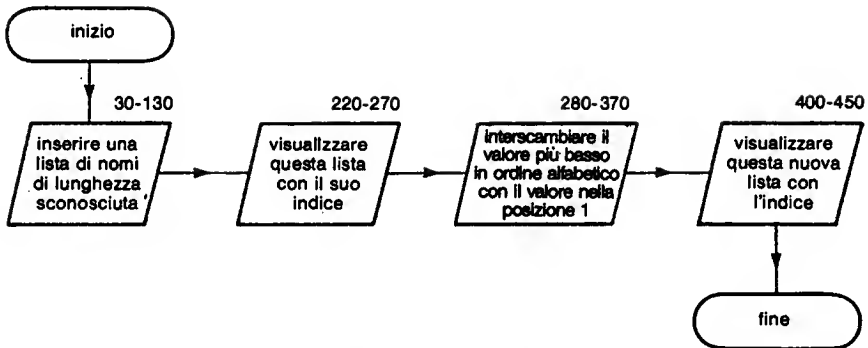 inizio
30-130
inserire una
lista di nomi
di lunghezza
sconosciuta
220-270
visualizzare
questa lista
con il suo
indice
280-370
interscambiare il
valore più basso
in ordine alfabetico
con il valore nella
posizione 1
400-450
visualizzare
questa nuova
lista con
l'indice
fine